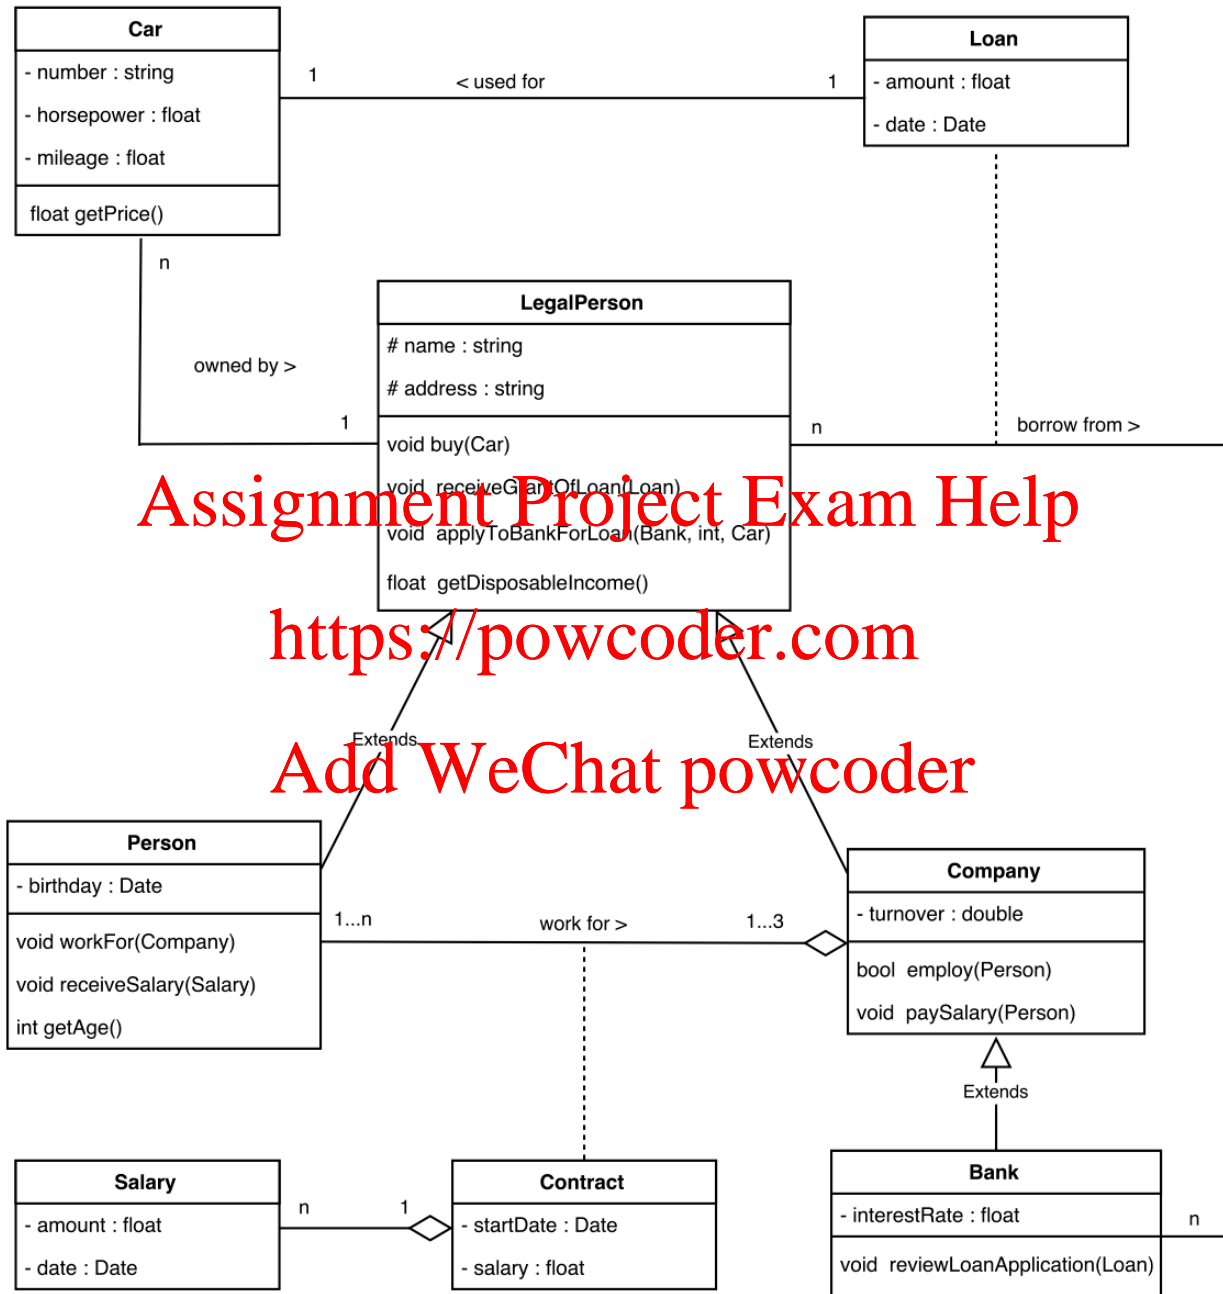 Car
- number : string
- horsepower : float
- mileage : float
float getPrice()
1
< used for
1
Loan
- amount : float
- date : Date
n
owned by >
1
LegalPerson
# name : string
# address : string
void buy(Car)
void receiveGrantOfLoan(Loan)
void applyToBankForLoan(Bank, int, Car)
float getDisposableIncome()
n
borrow from >
Assignment Project Exam Help
https://powcoder.com
Add WeChat powcoder
Extends
Extends
Person
- birthday : Date
void workFor(Company)
void receiveSalary(Salary)
int getAge()
1...n
work for >
1...3
Company
- turnover : double
bool employ(Person)
void paySalary(Person)
Extends
Salary
- amount : float
- date : Date
n
1
Contract
- startDate : Date
- salary : float
Bank
- interestRate : float
void reviewLoanApplication(Loan)
n